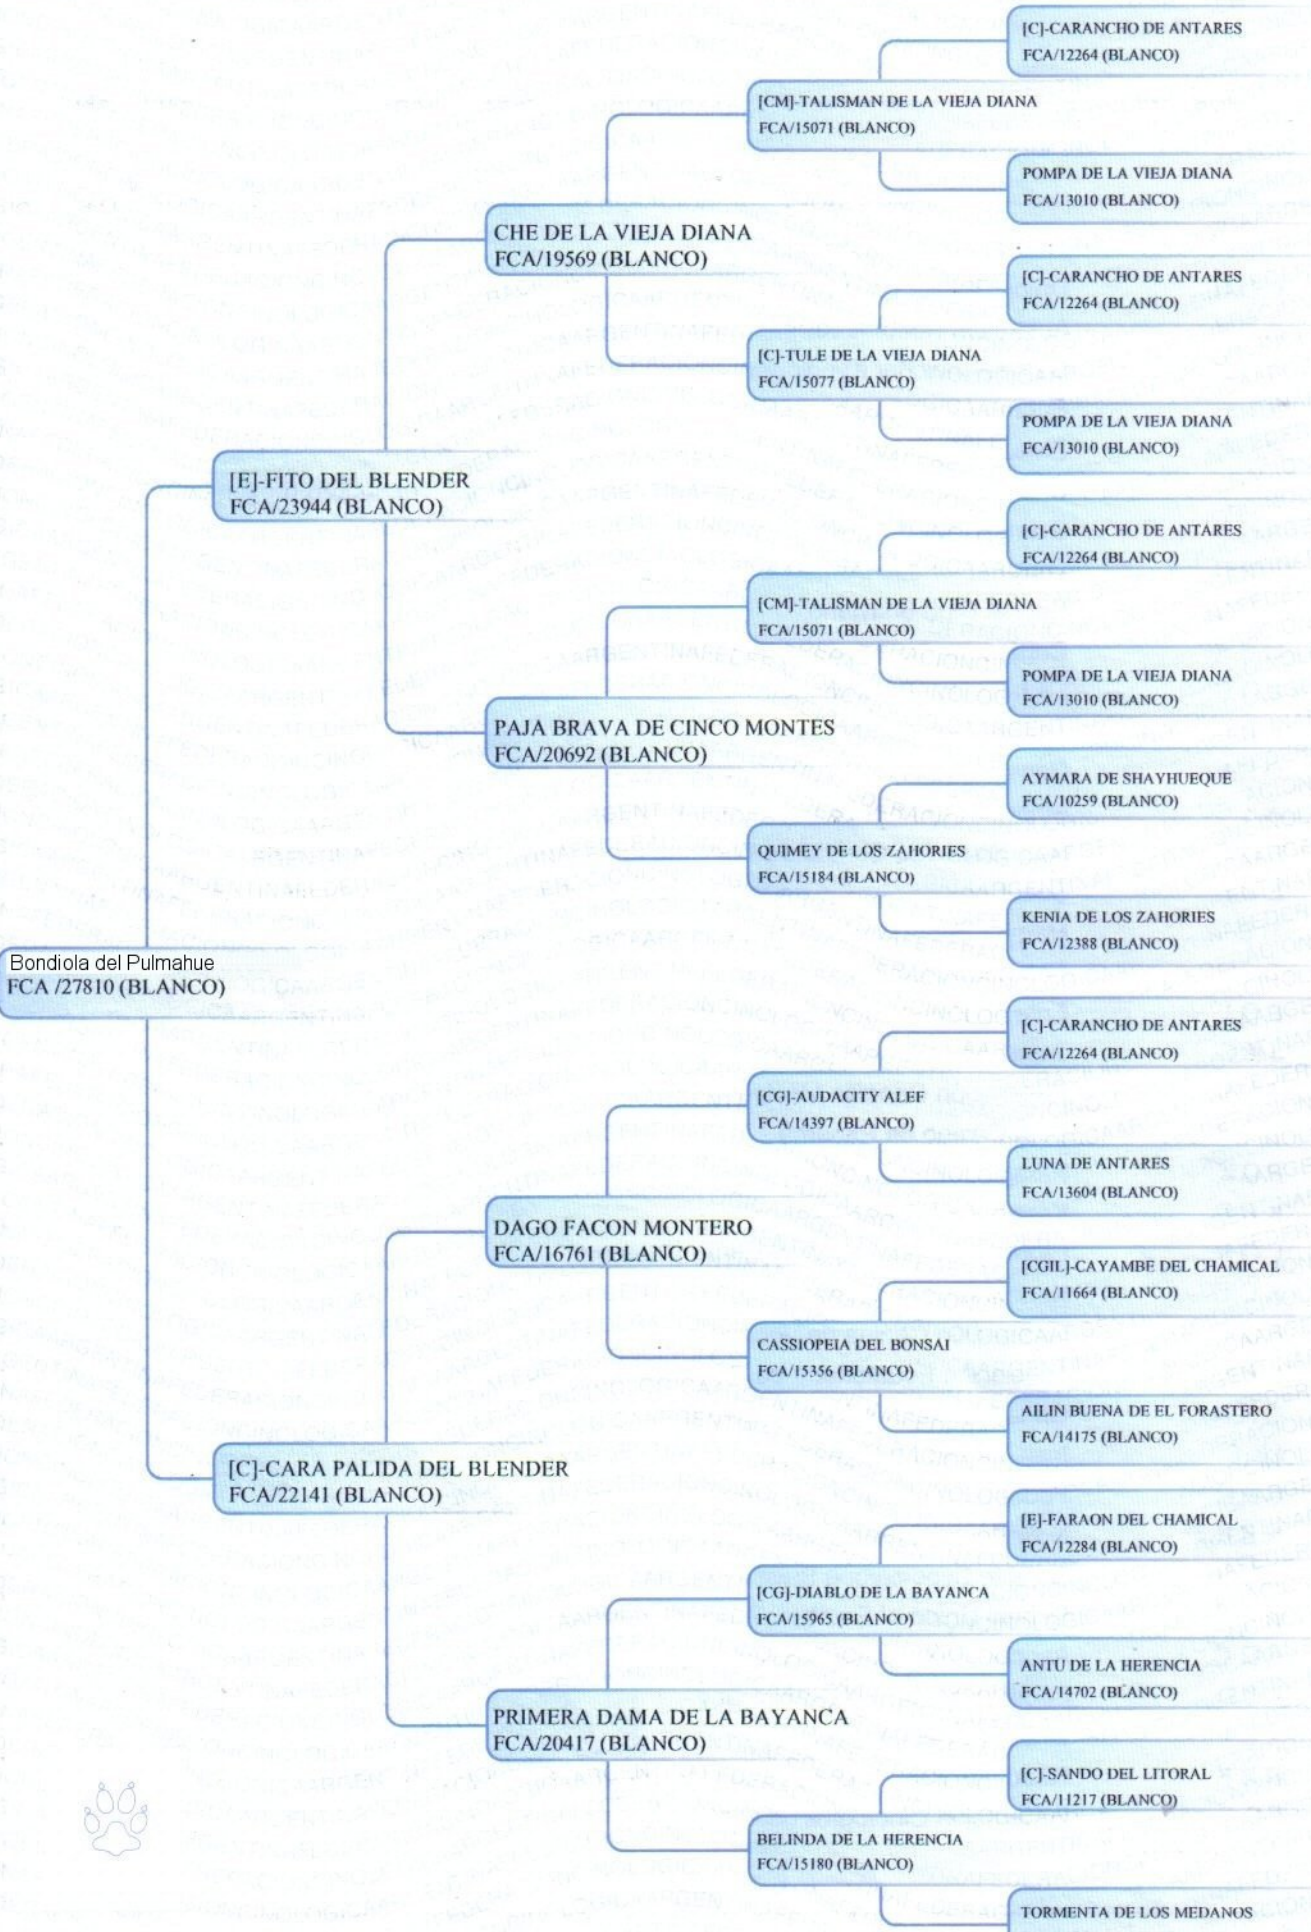 [C]-CARANCHO DE ANTARES
FCA/12264 (BLANCO)
[CM]-TALISMAN DE LA VIEJA DIANA
FCA/15071 (BLANCO)
POMPA DE LA VIEJA DIANA
FCA/13010 (BLANCO)
CHE DE LA VIEJA DIANA
FCA/19569 (BLANCO)
[C]-CARANCHO DE ANTARES
FCA/12264 (BLANCO)
[C]-TULE DE LA VIEJA DIANA
FCA/15077 (BLANCO)
POMPA DE LA VIEJA DIANA
FCA/13010 (BLANCO)
[E]-FITO DEL BLENDER
FCA/23944 (BLANCO)
[C]-CARANCHO DE ANTARES
FCA/12264 (BLANCO)
[CM]-TALISMAN DE LA VIEJA DIANA
FCA/15071 (BLANCO)
POMPA DE LA VIEJA DIANA
FCA/13010 (BLANCO)
PAJA BRAVA DE CINCO MONTES
FCA/20692 (BLANCO)
AYMARA DE SHAYHUEQUE
FCA/10259 (BLANCO)
QUIMEY DE LOS ZAHORIES
FCA/15184 (BLANCO)
KENIA DE LOS ZAHORIES
FCA/12388 (BLANCO)
Bondiola del Pulmahue
FCA /27810 (BLANCO)
[C]-CARANCHO DE ANTARES
FCA/12264 (BLANCO)
[CG]-AUDACITY ALEF
FCA/14397 (BLANCO)
LUNA DE ANTARES
FCA/13604 (BLANCO)
DAGO FACON MONTERO
FCA/16761 (BLANCO)
[CGIL]-CAYAMBE DEL CHAMICAL
FCA/11664 (BLANCO)
CASSIOPEIA DEL BONSAI
FCA/15356 (BLANCO)
AILIN BUENA DE EL FORASTERO
FCA/14175 (BLANCO)
[C]-CARA PALIDA DEL BLENDER
FCA/22141 (BLANCO)
[E]-FARAON DEL CHAMICAL
FCA/12284 (BLANCO)
[CG]-DIABLO DE LA BAYANCA
FCA/15965 (BLANCO)
ANTU DE LA HERENCIA
FCA/14702 (BLANCO)
PRIMERA DAMA DE LA BAYANCA
FCA/20417 (BLANCO)
[C]-SANDO DEL LITORAL
FCA/11217 (BLANCO)
BELINDA DE LA HERENCIA
FCA/15180 (BLANCO)
TORMENTA DE LOS MEDANOS